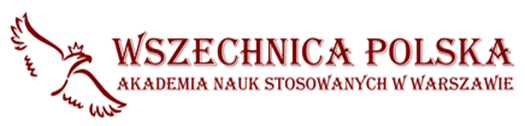 WSZECHNICA POLSKA
AKADEMIA NAUK STOSOWANYCH W WARSZAWIE